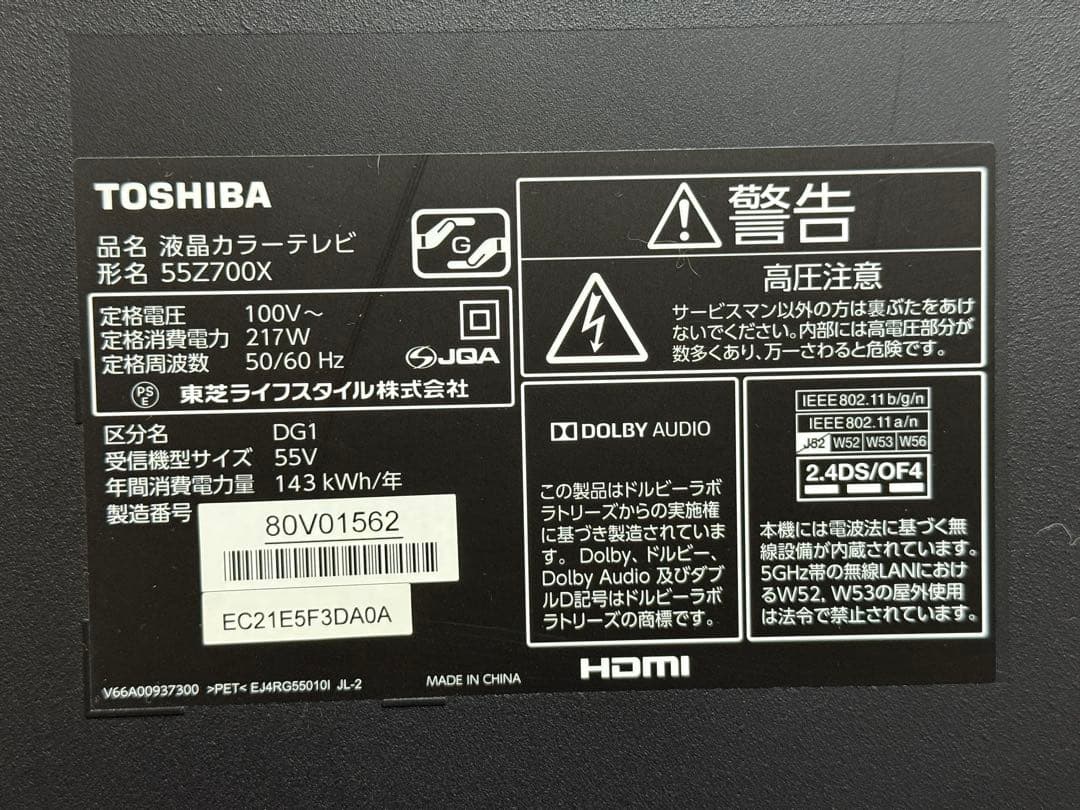 TOSHIBA
品名 液晶カラーテレビ
形名 55Z700X
G
定格電圧 100V～
定格消費電力 217W
定格周波数 50/60 Hz
JQA
PS
E
東芝ライフスタイル株式会社
区分名 DG1
受信機型サイズ 55V
年間消費電力量 143 kWh/年
製造番号
80V01562
EC21E5F3DA0A
V66A00937300 >PET< EJ4RG55010I JL-2
MADE IN CHINA
警告
高圧注意
サービスマン以外の方は裏ぶたをあけ
ないでください。内部には高電圧部分が
数多くあり、万一さわると危険です。
DOLBY AUDIO
この製品はドルビーラボ
ラトリーズからの実施権
に基づき製造されていま
す。Dolby、ドルビー、
Dolby Audio 及びダブ
ルD記号はドルビーラボ
ラトリーズの商標です。
IEEE802.11b/g/n
IEEE802.11a/n
J52 W52 W53 W56
2.4DS/OF4
本機には電波法に基づく無
線設備が内蔵されています。
5GHz帯の無線LANにおけ
るW52，W53の屋外使用
は法令で禁止されています。
HDMI